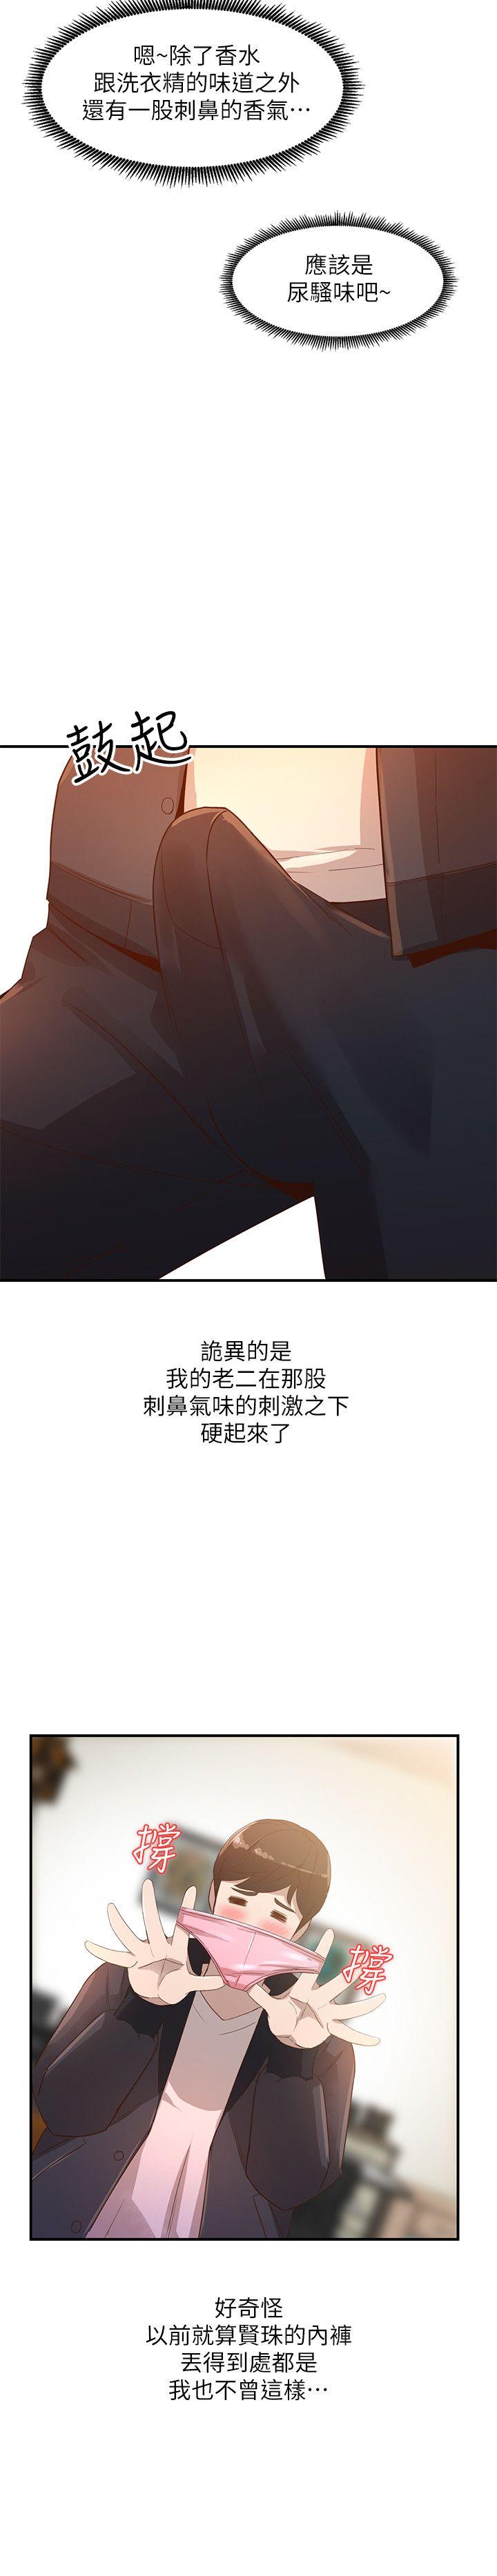 嗯~除了香水
跟洗衣精的味道之外
還有一股刺鼻的香氣…
應該是
尿騷味吧~
鼓起
詭異的是
我的老二在那股
刺鼻氣味的刺激之下
硬起來了
撐
撐
好奇怪
以前就算賢珠的內褲
丟得到處都是
我也不曾這樣…